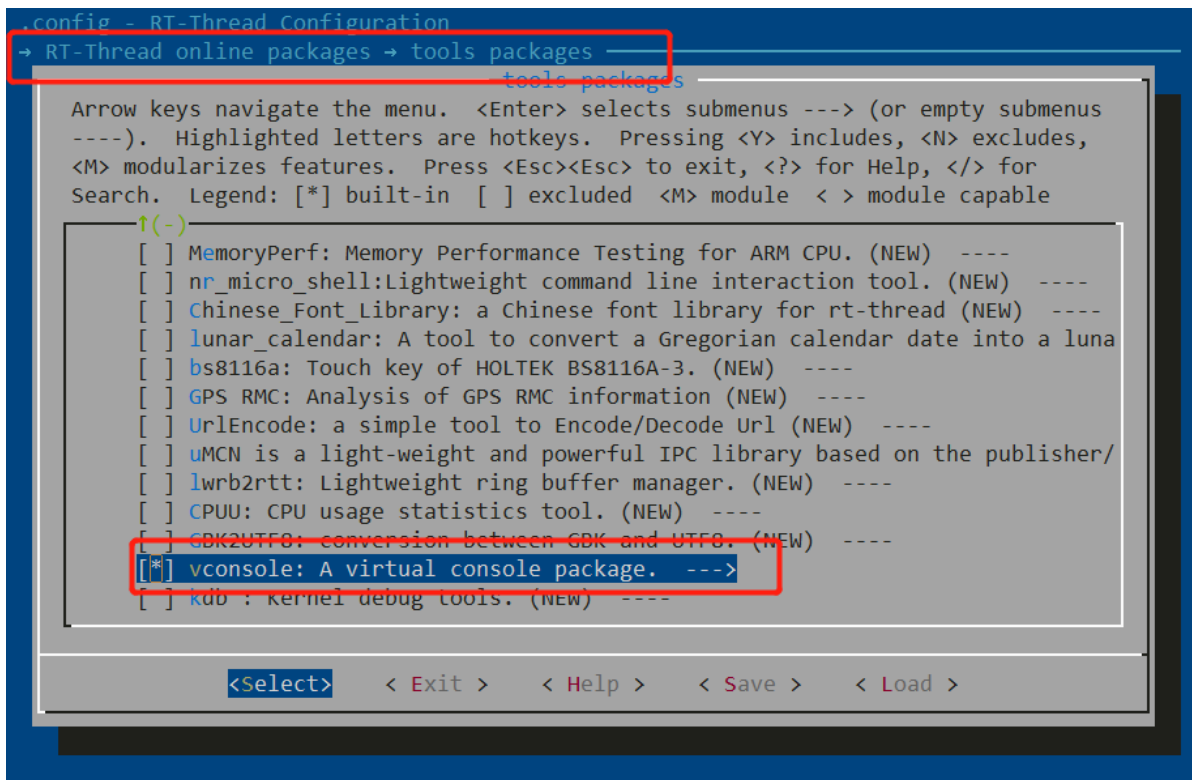 .config - RT-Thread Configuration
→ RT-Thread online packages → tools packages
tools packages
Arrow keys navigate the menu. <Enter> selects submenus ---> (or empty submenus
----). Highlighted letters are hotkeys. Pressing <Y> includes, <N> excludes,
<M> modularizes features. Press <Esc><Esc> to exit, <?> for Help, </> for
Search. Legend: [*] built-in [ ] excluded <M> module < > module capable
↑(-)
[ ] MemoryPerf: Memory Performance Testing for ARM CPU. (NEW) ----
[ ] nr_micro_shell:Lightweight command line interaction tool. (NEW) ----
[ ] Chinese_Font_Library: a Chinese font library for rt-thread (NEW) ----
[ ] lunar_calendar: A tool to convert a Gregorian calendar date into a luna
[ ] bs8116a: Touch key of HOLTEK BS8116A-3. (NEW) ----
[ ] GPS RMC: Analysis of GPS RMC information (NEW) ----
[ ] UrlEncode: a simple tool to Encode/Decode Url (NEW) ----
[ ] uMCN is a light-weight and powerful IPC library based on the publisher/
[ ] lwrb2rtt: Lightweight ring buffer manager. (NEW) ----
[ ] CPUU: CPU usage statistics tool. (NEW) ----
[ ] GBK2UTF8: conversion between GBK and UTF8. (NEW) ----
[*] vconsole: A virtual console package. --->
[ ] kdb : kernel debug tools. (NEW) ----
<Select> < Exit > < Help > < Save > < Load >